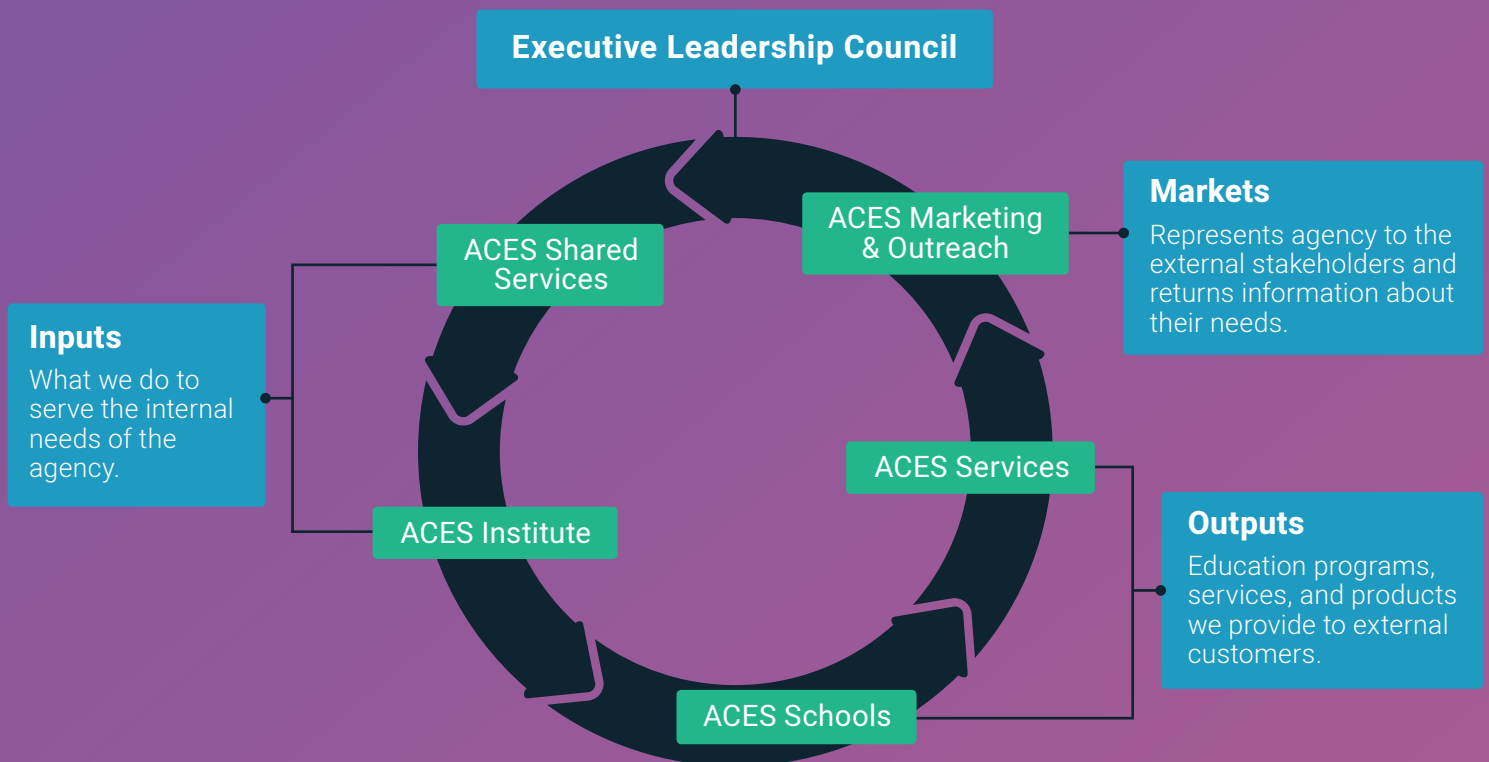 Executive Leadership Council
ACES Marketing
& Outreach
Markets
Represents agency to the
external stakeholders and
returns information about
their needs.
ACES Shared
Services
Inputs
What we do to
serve the internal
needs of the
agency.
ACES Services
ACES Institute
Outputs
Education programs,
services, and products
we provide to external
customers.
ACES Schools